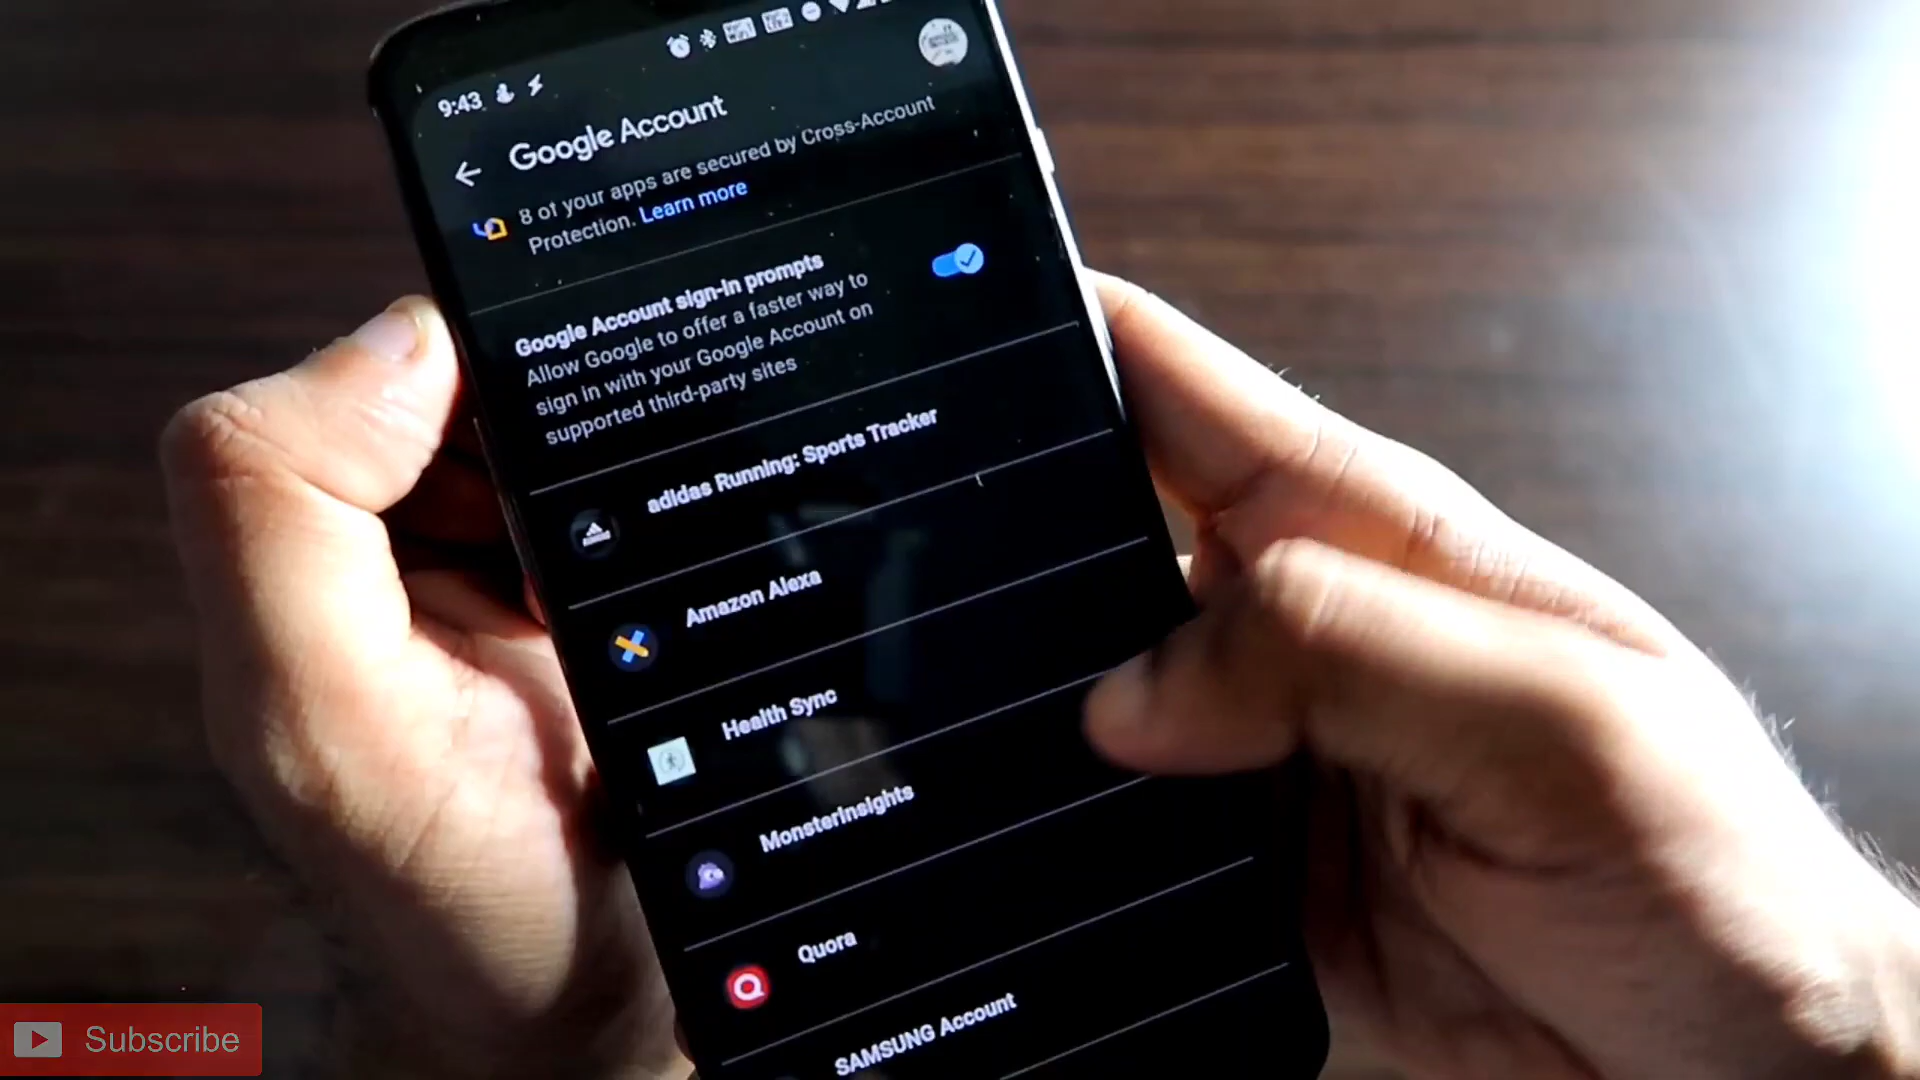 9:43
Google Account
8 of your apps are secured by Cross-Account
Protection. Learn more
Google Account sign-in prompts
Allow Google to offer a faster way to
sign in with your Google Account on
supported third-party sites
adidas Running: Sports Tracker
Amazon Alexa
Health Sync
MonsterInsights
Quora
SAMSUNG Account
Subscribe